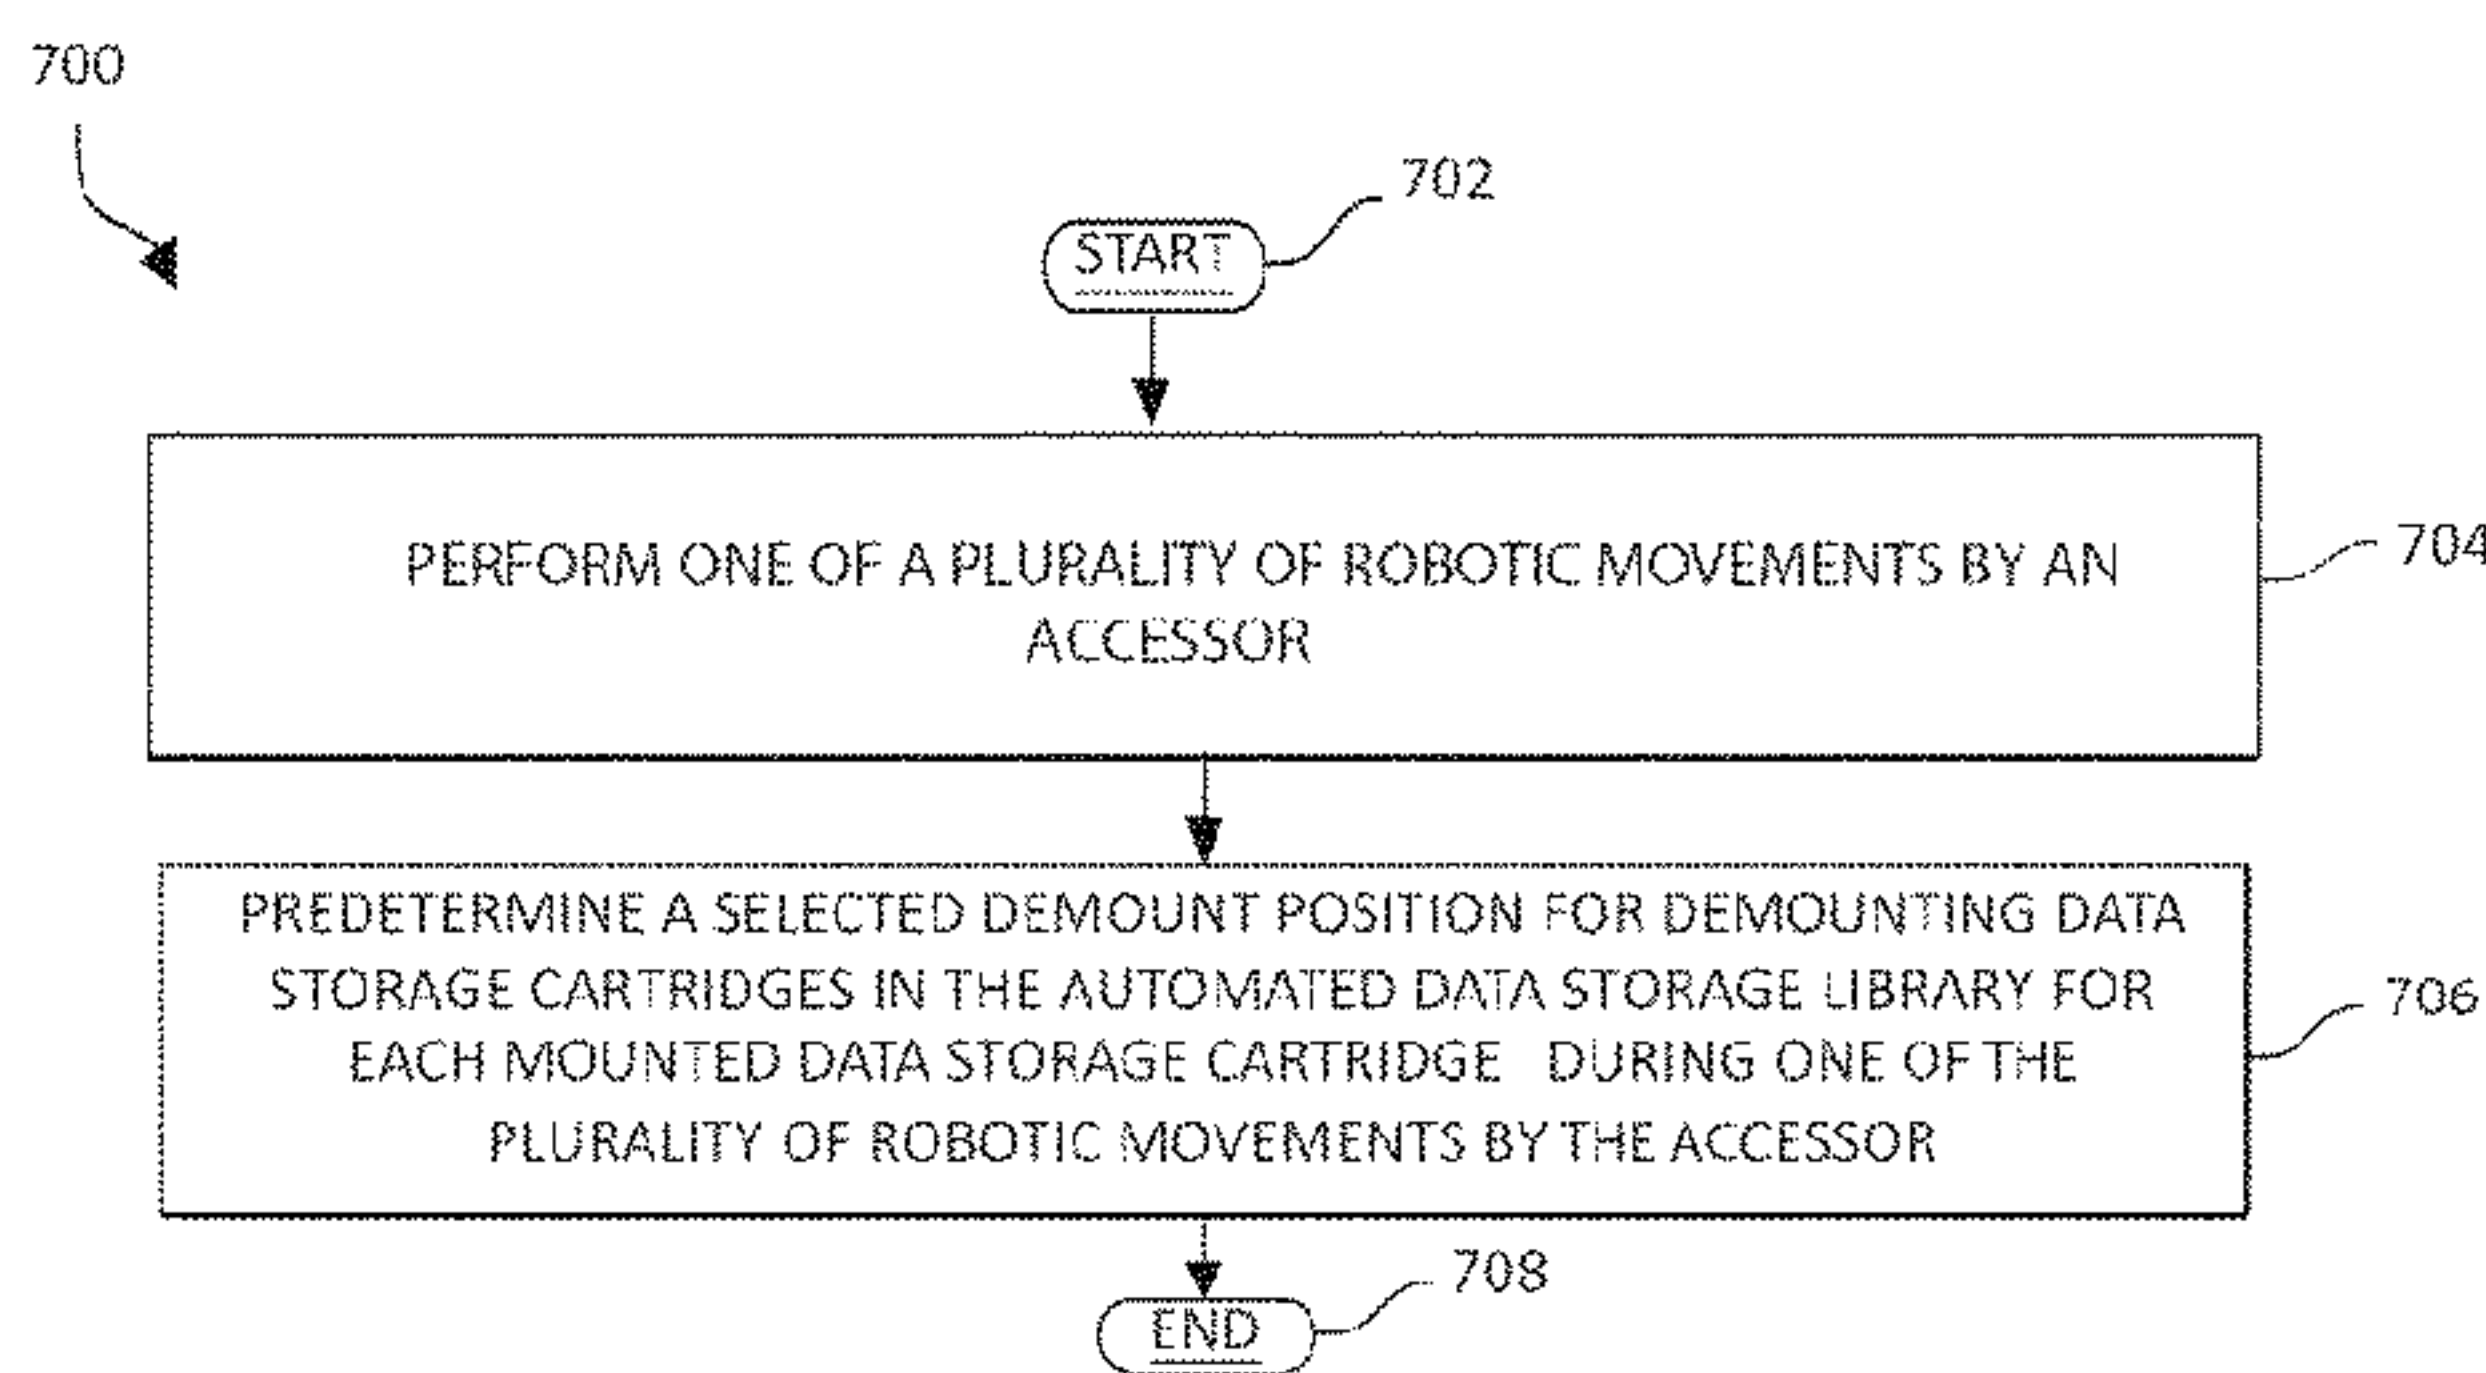 700
702
START
PERFORM ONE OF A PLURALITY OF ROBOTIC MOVEMENTS BY AN
ACCESSOR
704
PREDETERMINE A SELECTED DEMOUNT POSITION FOR DEMOUNTING DATA
STORAGE CARTRIDGES IN THE AUTOMATED DATA STORAGE LIBRARY FOR
EACH MOUNTED DATA STORAGE CARTRIDGE DURING ONE OF THE
PLURALITY OF ROBOTIC MOVEMENTS BY THE ACCESSOR
706
708
END